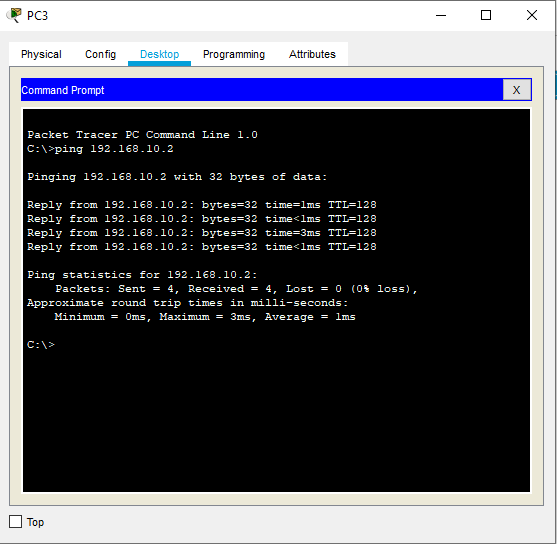 PC3
Physical Config Desktop Programming Attributes
Command Prompt X
Packet Tracer PC Command Line 1.0
C:\>ping 192.168.10.2
Pinging 192.168.10.2 with 32 bytes of data:
Reply from 192.168.10.2: bytes=32 time=1ms TTL=128
Reply from 192.168.10.2: bytes=32 time<1ms TTL=128
Reply from 192.168.10.2: bytes=32 time=3ms TTL=128
Reply from 192.168.10.2: bytes=32 time<1ms TTL=128
Ping statistics for 192.168.10.2:
    Packets: Sent = 4, Received = 4, Lost = 0 (0% loss),
Approximate round trip times in milli-seconds:
    Minimum = 0ms, Maximum = 3ms, Average = 1ms
C:\>
Top